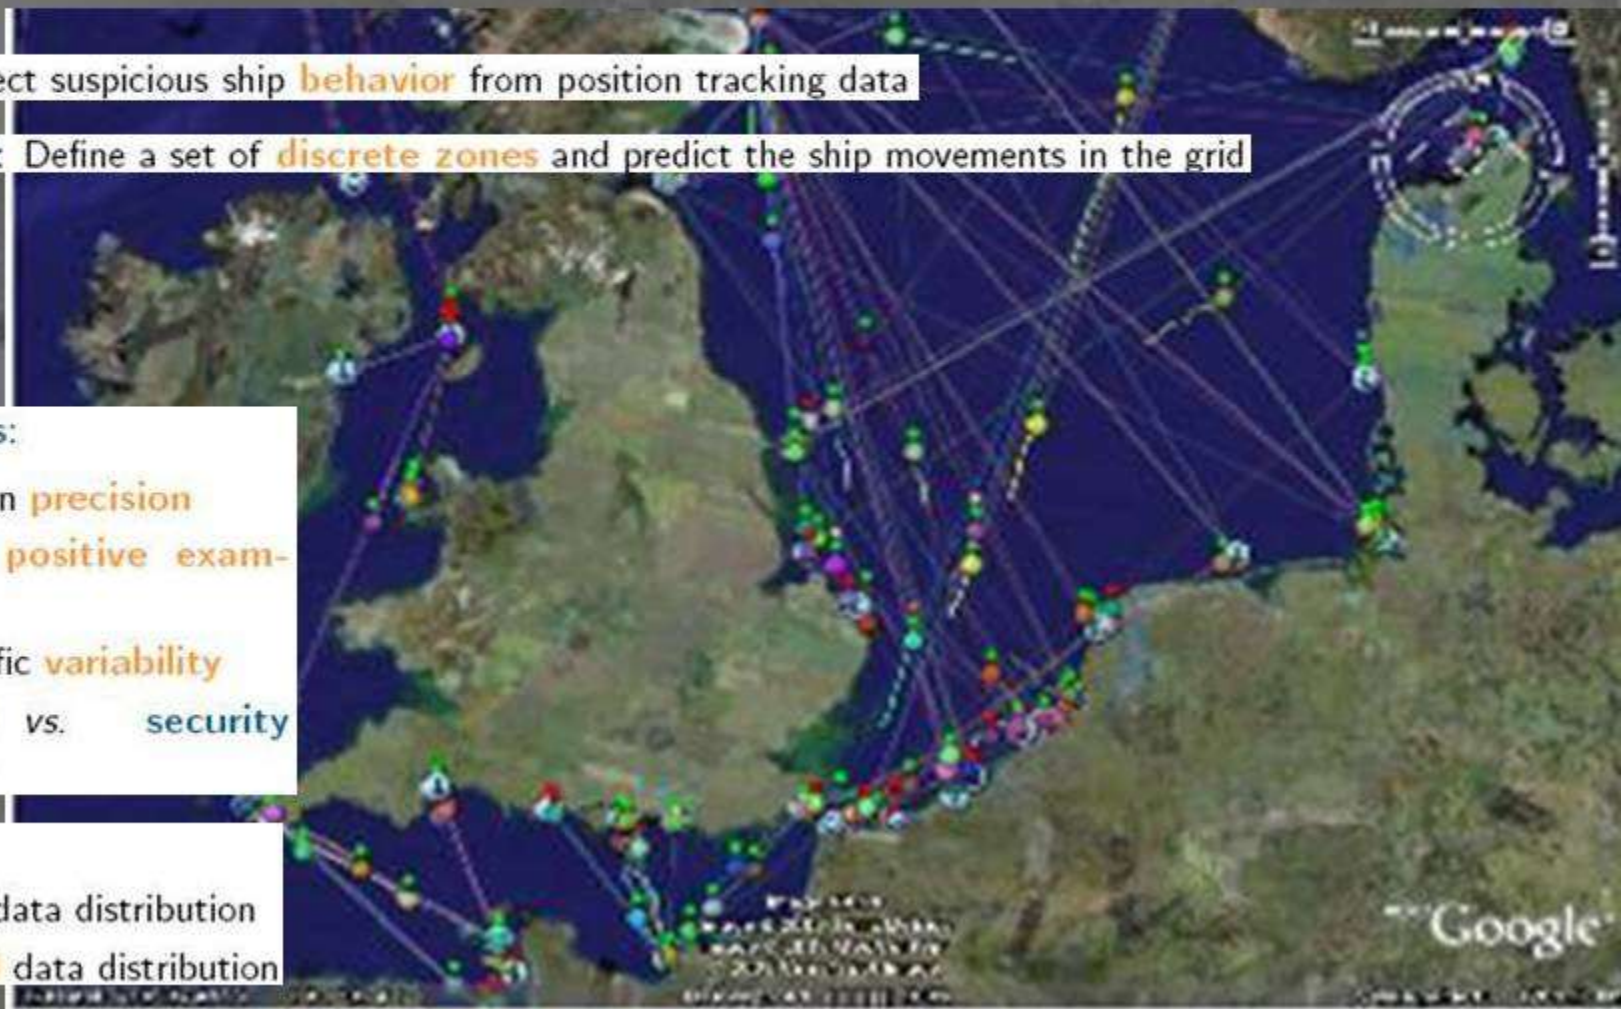 ect suspicious ship behavior from position tracking data
: Define a set of discrete zones and predict the ship movements in the grid
s:
n precision
positive exam-
fic variability
vs. security
data distribution
data distribution
Google